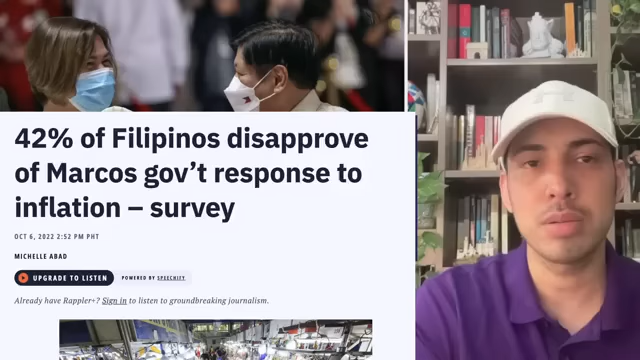 42% of Filipinos disapprove
of Marcos gov't response to
inflation – survey
OCT 6, 2022 2:52 PM PHT
MICHELLE ABAD
UPGRADE TO LISTEN
POWERED BY SPEECHIFY
Already have Rappler+? Sign in to listen to groundbreaking journalism.